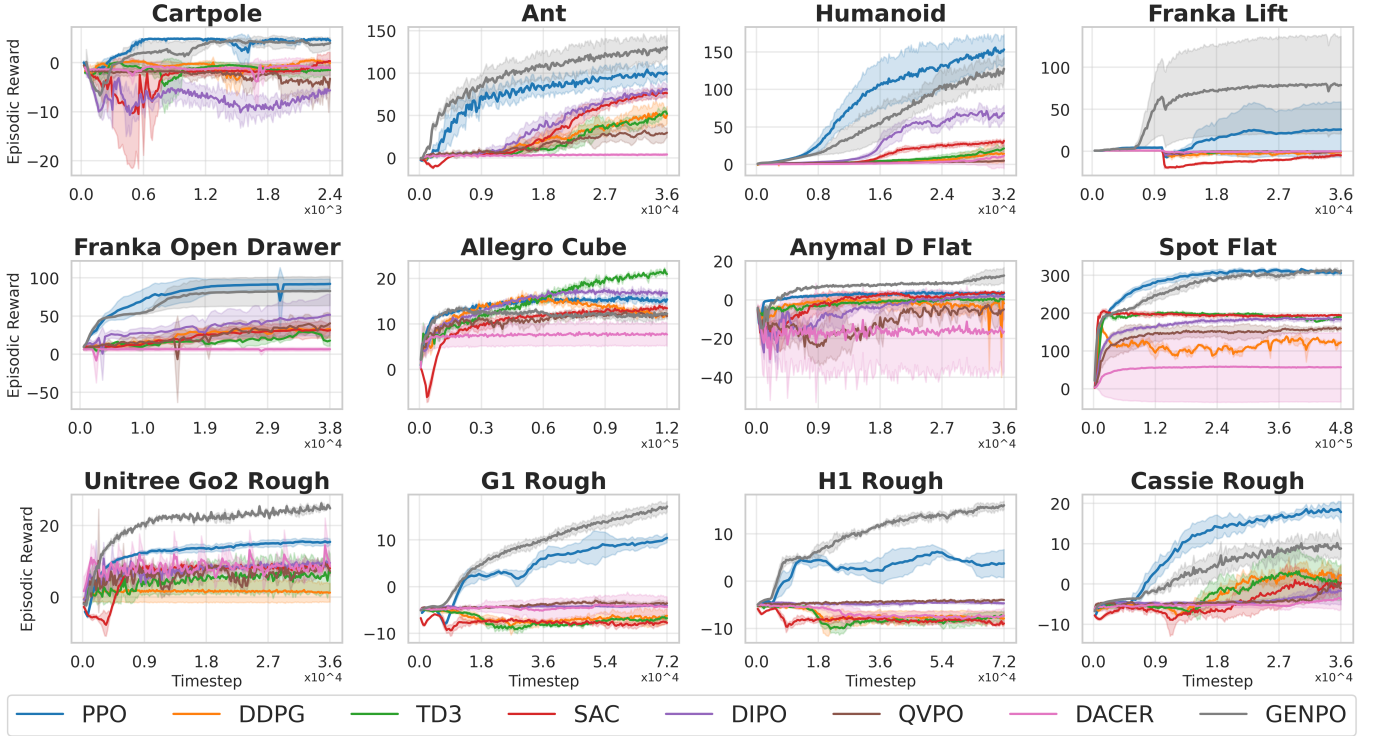 Cartpole Ant Humanoid Franka Lift
Episodic Reward
0
−10
−20
0.0 0.6 1.2 1.8 2.4
x10^3
150
100
50
0
0.0 0.9 1.8 2.7 3.6
x10^4
150
100
50
0
0.0 0.8 1.6 2.4 3.2
x10^4
100
50
0
0.0 0.9 1.8 2.7 3.6
x10^4
Franka Open Drawer Allegro Cube Anymal D Flat Spot Flat
Episodic Reward
100
50
0
−50
0.0 1.0 1.9 2.9 3.8
x10^4
20
10
0
0.0 0.3 0.6 0.9 1.2
x10^5
20
0
−20
−40
0.0 0.9 1.8 2.7 3.6
x10^4
300
200
100
0
0.0 1.2 2.4 3.6 4.8
x10^5
Unitree Go2 Rough G1 Rough H1 Rough Cassie Rough
Episodic Reward
20
0
0.0 0.9 1.8 2.7 3.6
Timestep x10^4
10
0
−10
0.0 1.8 3.6 5.4 7.2
Timestep x10^4
10
0
−10
0.0 1.8 3.6 5.4 7.2
Timestep x10^4
20
10
0
−10
0.0 0.9 1.8 2.7 3.6
Timestep x10^4
PPO DDPG TD3 SAC DIPO QVPO DACER GENPO